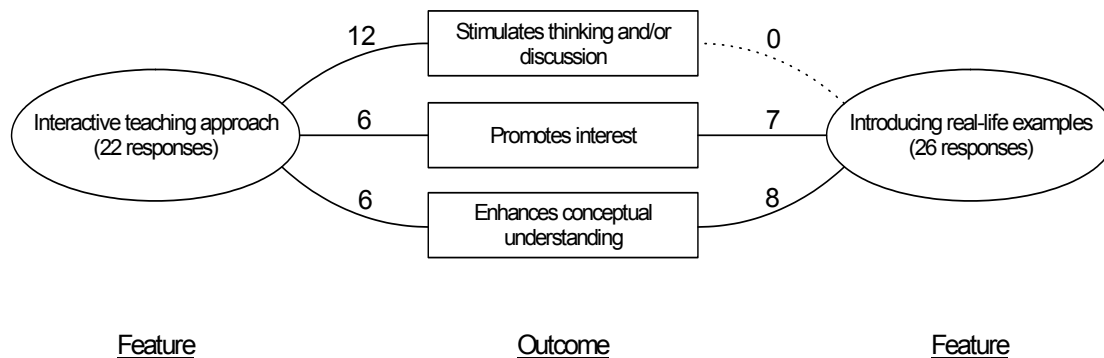 12
Stimulates thinking and/or
discussion
0
Interactive teaching approach
(22 responses)
6
Promotes interest
7
Introducing real-life examples
(26 responses)
6
Enhances conceptual
understanding
8
Feature
Outcome
Feature